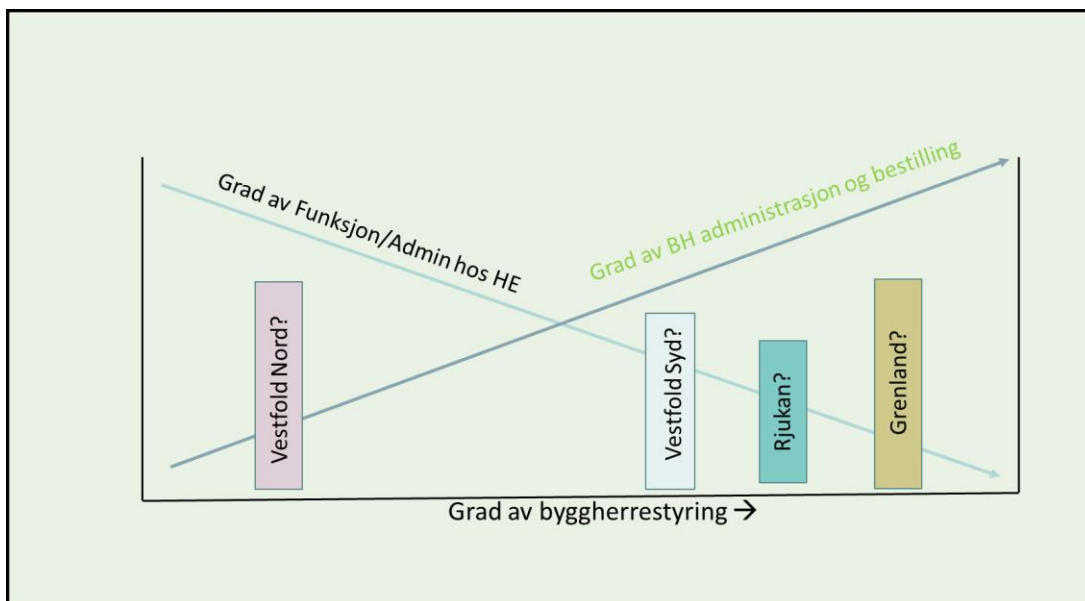 Grad av Funksjon/Admin hos HE
Grad av BH administrasjon og bestilling
Vestfold Nord?
Vestfold Syd?
Rjukan?
Grenland?
Grad av byggherrestyring →